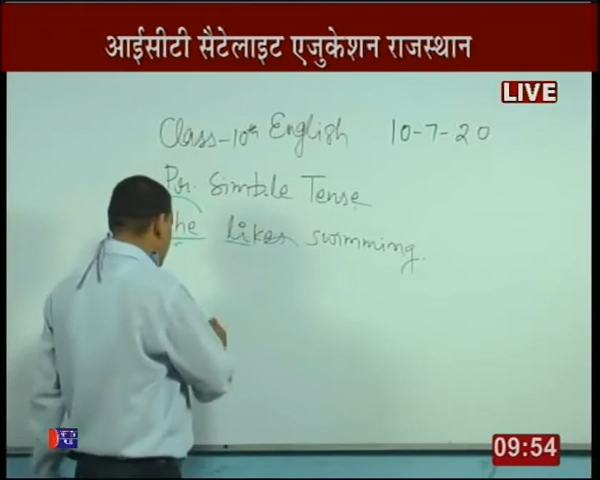 आईसीटी सैटेलाइट एजुकेशन राजस्थान
LIVE
Class-10th English 10-7-20
Pr. Simble Tense
he likes swimming.
09:54